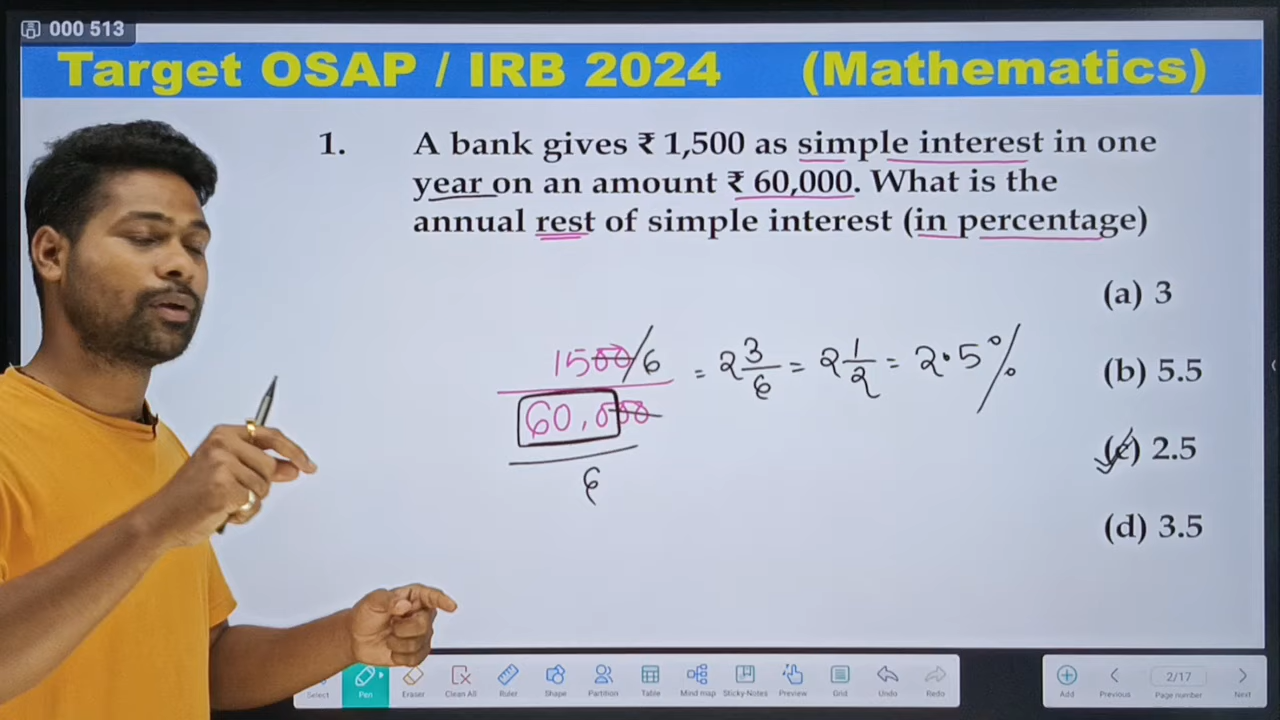 000 513
Target OSAP / IRB 2024 (Mathematics)
1. A bank gives ₹ 1,500 as simple interest in one
year on an amount ₹ 60,000. What is the
annual rest of simple interest (in percentage)
(a) 3
(b) 5.5
(c) 2.5
(d) 3.5
1500/6
60,000
6
= 2 3/6 = 2 1/2 = 2.5%
Select Pen Eraser Clean All Ruler Shape Partition Table Mind map Sticky-Notes Preview Grid Undo Redo Add Previous 2/17 Page number Next